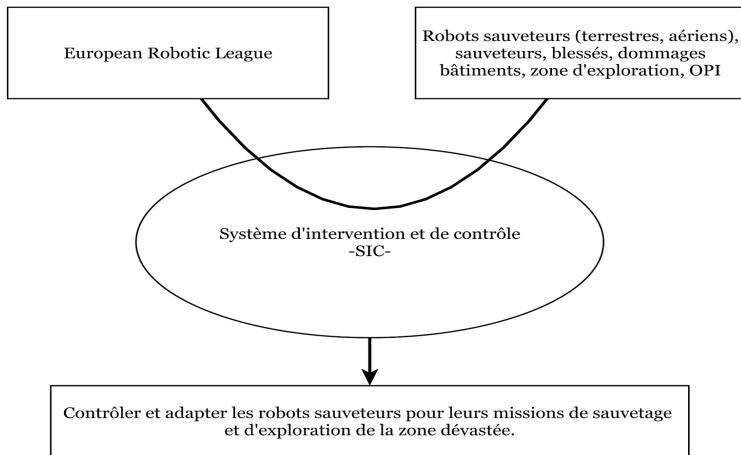 European Robotic League
Robots sauveteurs (terrestres, aériens),
sauveteurs, blessés, dommages
bâtiments, zone d'exploration, OPI
Système d'intervention et de contrôle
-SIC-
Contrôler et adapter les robots sauveteurs pour leurs missions de sauvetage
et d'exploration de la zone dévastée.